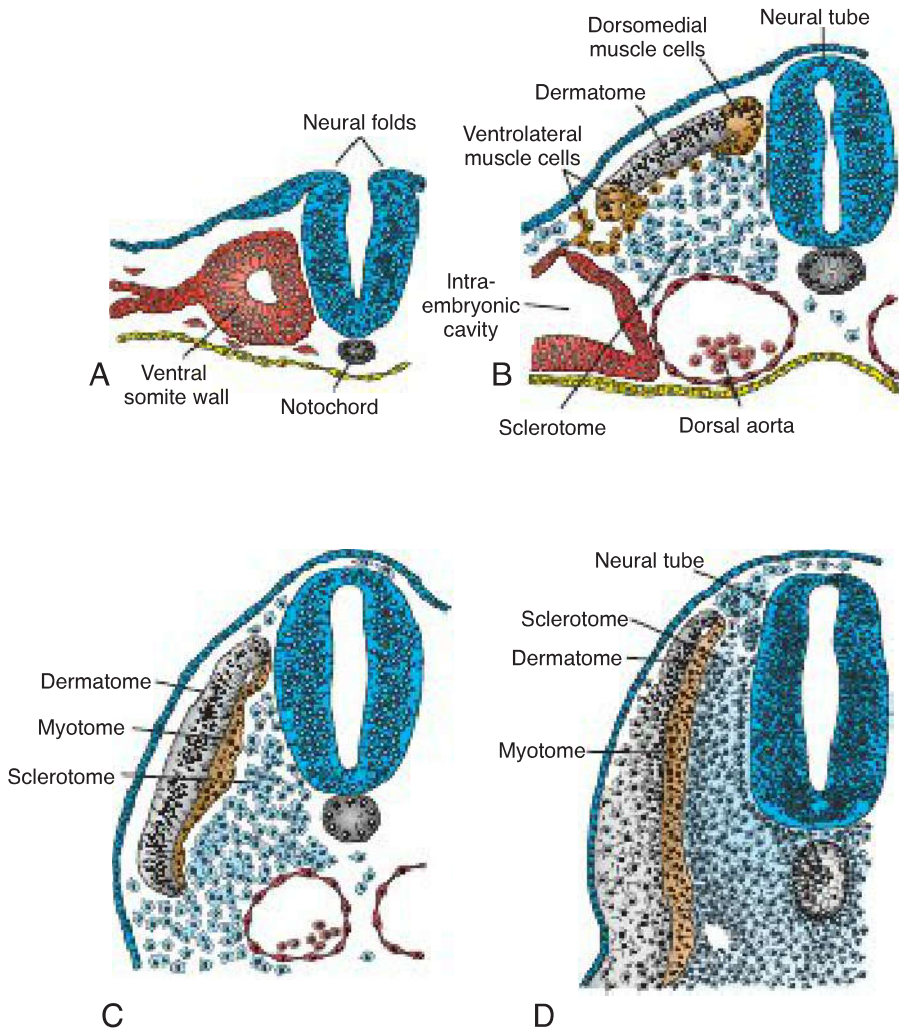 Neural folds
A
Ventral
somite wall
Notochord
Neural tube
Dorsomedial
muscle cells
Dermatome
Ventrolateral
muscle cells
Intra-
embryonic
cavity
B
Sclerotome
Dorsal aorta
Dermatome
Myotome
Sclerotome
C
Neural tube
Sclerotome
Dermatome
Myotome
D